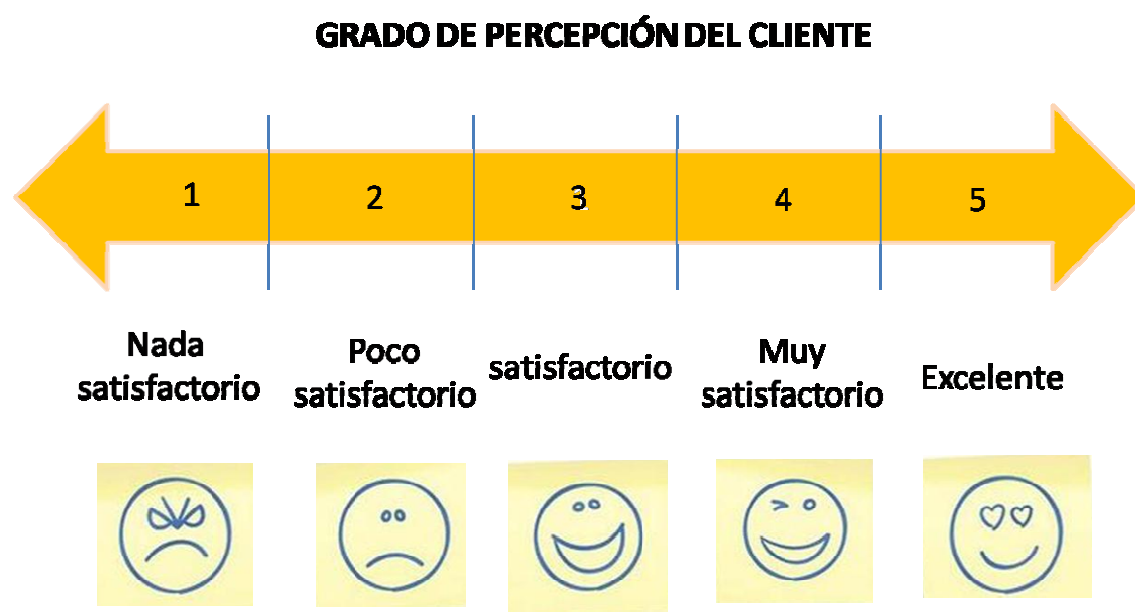 GRADO DE PERCEPCIÓN DEL CLIENTE
1 2 3 4 5
Nada
satisfactorio
Poco
satisfactorio
satisfactorio
Muy
satisfactorio
Excelente